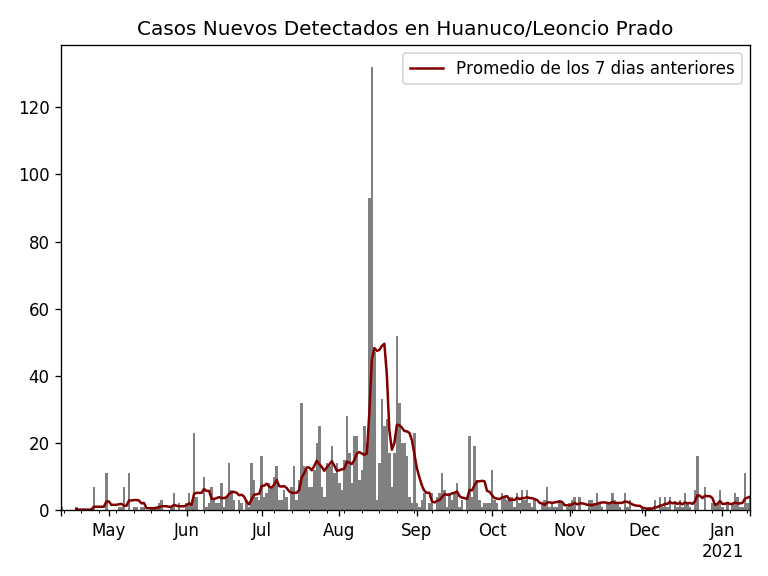 Casos Nuevos Detectados en Huanuco/Leoncio Prado
Promedio de los 7 dias anteriores
120
100
80
60
40
20
0
May Jun Jul Aug Sep Oct Nov Dec Jan
2021